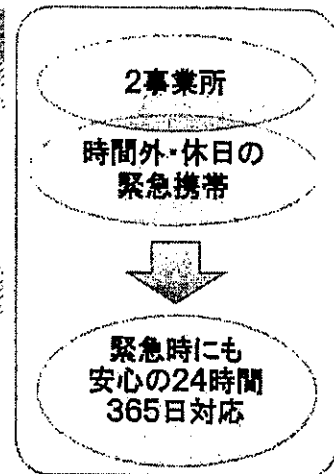 2事業所
時間外・休日の
緊急携帯
緊急時にも
安心の24時間
365日対応